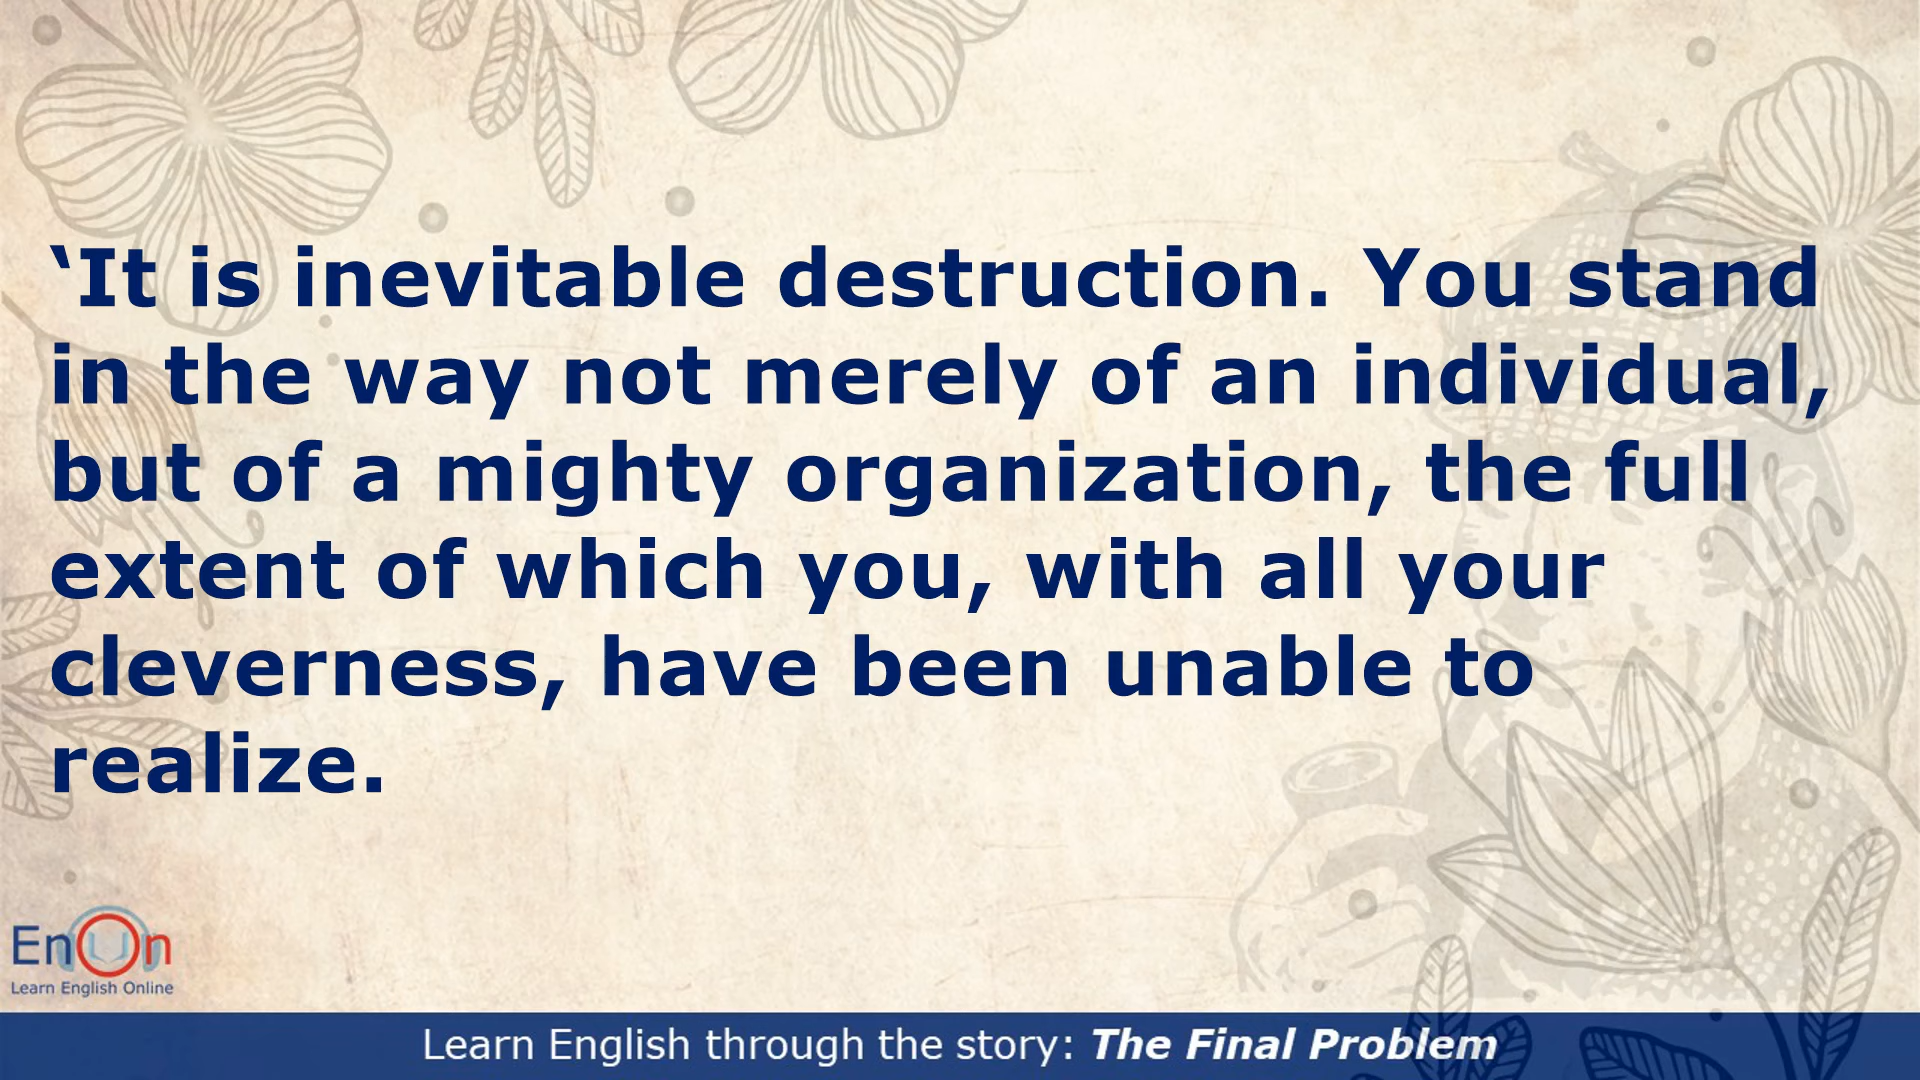 ‘It is inevitable destruction. You stand
in the way not merely of an individual,
but of a mighty organization, the full
extent of which you, with all your
cleverness, have been unable to
realize.
EnOn
Learn English Online
Learn English through the story: The Final Problem